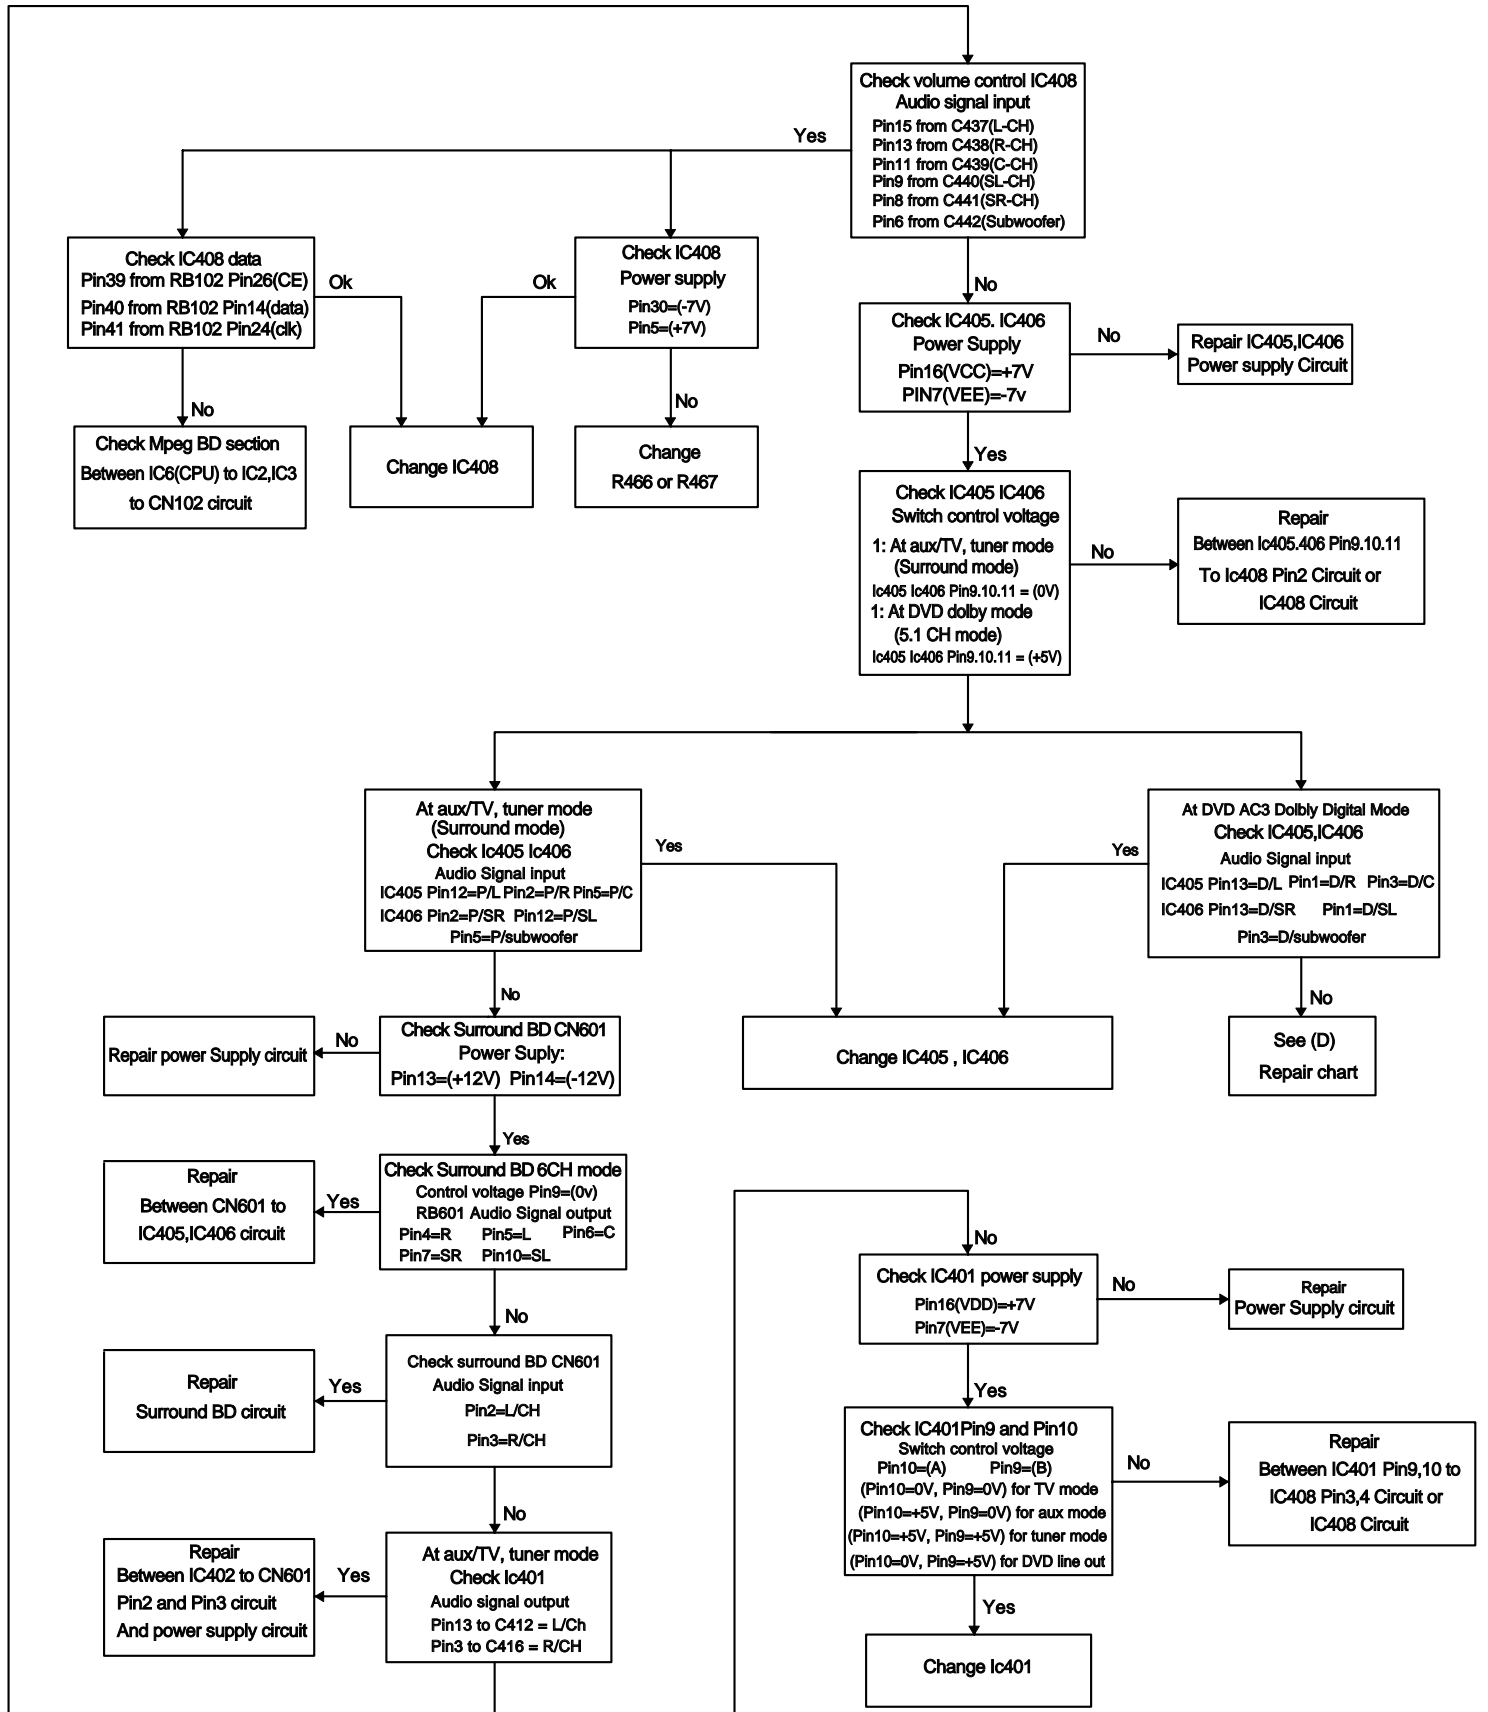 Check volume control IC408
Audio signal input
Pin15 from C437(L-CH)
Pin13 from C438(R-CH)
Pin11 from C439(C-CH)
Pin9 from C440(SL-CH)
Pin8 from C441(SR-CH)
Pin6 from C442(Subwoofer)
Yes
Check IC408 data
Pin39 from RB102 Pin26(CE)
Pin40 from RB102 Pin14(data)
Pin41 from RB102 Pin24(clk)
Ok
Ok
Check IC408
Power supply
Pin30=(-7V)
Pin5=(+7V)
No
No
No
Check Mpeg BD section
Between IC6(CPU) to IC2,IC3
to CN102 circuit
Change IC408
Change
R466 or R467
Check IC405. IC406
Power Supply
Pin16(VCC)=+7V
PIN7(VEE)=-7v
No
Repair IC405,IC406
Power supply Circuit
Yes
Check IC405 IC406
Switch control voltage
1: At aux/TV, tuner mode
(Surround mode)
Ic405 Ic406 Pin9.10.11 = (0V)
1: At DVD dolby mode
(5.1 CH mode)
Ic405 Ic406 Pin9.10.11 = (+5V)
No
Repair
Between Ic405.406 Pin9.10.11
To Ic408 Pin2 Circuit or
IC408 Circuit
At aux/TV, tuner mode
(Surround mode)
Check Ic405 Ic406
Audio Signal input
IC405 Pin12=P/L Pin2=P/R Pin5=P/C
IC406 Pin2=P/SR Pin12=P/SL
Pin5=P/subwoofer
Yes
Yes
At DVD AC3 Dolbly Digital Mode
Check IC405,IC406
Audio Signal input
IC405 Pin13=D/L Pin1=D/R Pin3=D/C
IC406 Pin13=D/SR Pin1=D/SL
Pin3=D/subwoofer
No
No
Repair power Supply circuit
No
Check Surround BD CN601
Power Suply:
Pin13=(+12V) Pin14=(-12V)
Change IC405 , IC406
See (D)
Repair chart
Yes
Repair
Between CN601 to
IC405,IC406 circuit
Yes
Check Surround BD 6CH mode
Control voltage Pin9=(0v)
RB601 Audio Signal output
Pin4=R Pin5=L Pin6=C
Pin7=SR Pin10=SL
No
Repair
Surround BD circuit
Yes
Check surround BD CN601
Audio Signal input
Pin2=L/CH
Pin3=R/CH
No
Repair
Between IC402 to CN601
Pin2 and Pin3 circuit
And power supply circuit
Yes
At aux/TV, tuner mode
Check Ic401
Audio signal output
Pin13 to C412 = L/Ch
Pin3 to C416 = R/CH
No
Check IC401 power supply
Pin16(VDD)=+7V
Pin7(VEE)=-7V
No
Repair
Power Supply circuit
Yes
Check IC401Pin9 and Pin10
Switch control voltage
Pin10=(A) Pin9=(B)
(Pin10=0V, Pin9=0V) for TV mode
(Pin10=+5V, Pin9=0V) for aux mode
(Pin10=+5V, Pin9=+5V) for tuner mode
(Pin10=0V, Pin9=+5V) for DVD line out
No
Repair
Between IC401 Pin9,10 to
IC408 Pin3,4 Circuit or
IC408 Circuit
Yes
Change Ic401